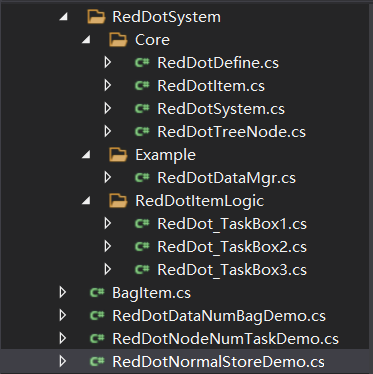 RedDotSystem
Core
C# RedDotDefine.cs
C# RedDotItem.cs
C# RedDotSystem.cs
C# RedDotTreeNode.cs
Example
C# RedDotDataMgr.cs
RedDotItemLogic
C# RedDot_TaskBox1.cs
C# RedDot_TaskBox2.cs
C# RedDot_TaskBox3.cs
C# BagItem.cs
C# RedDotDataNumBagDemo.cs
C# RedDotNodeNumTaskDemo.cs
C# RedDotNormalStoreDemo.cs